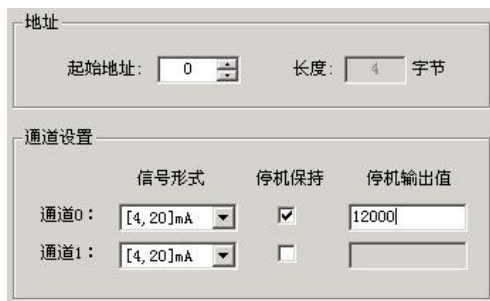 地址
起始地址: 0 长度: 4 字节
通道设置
信号形式 停机保持 停机输出值
通道0: [4,20]mA 12000
通道1: [4,20]mA